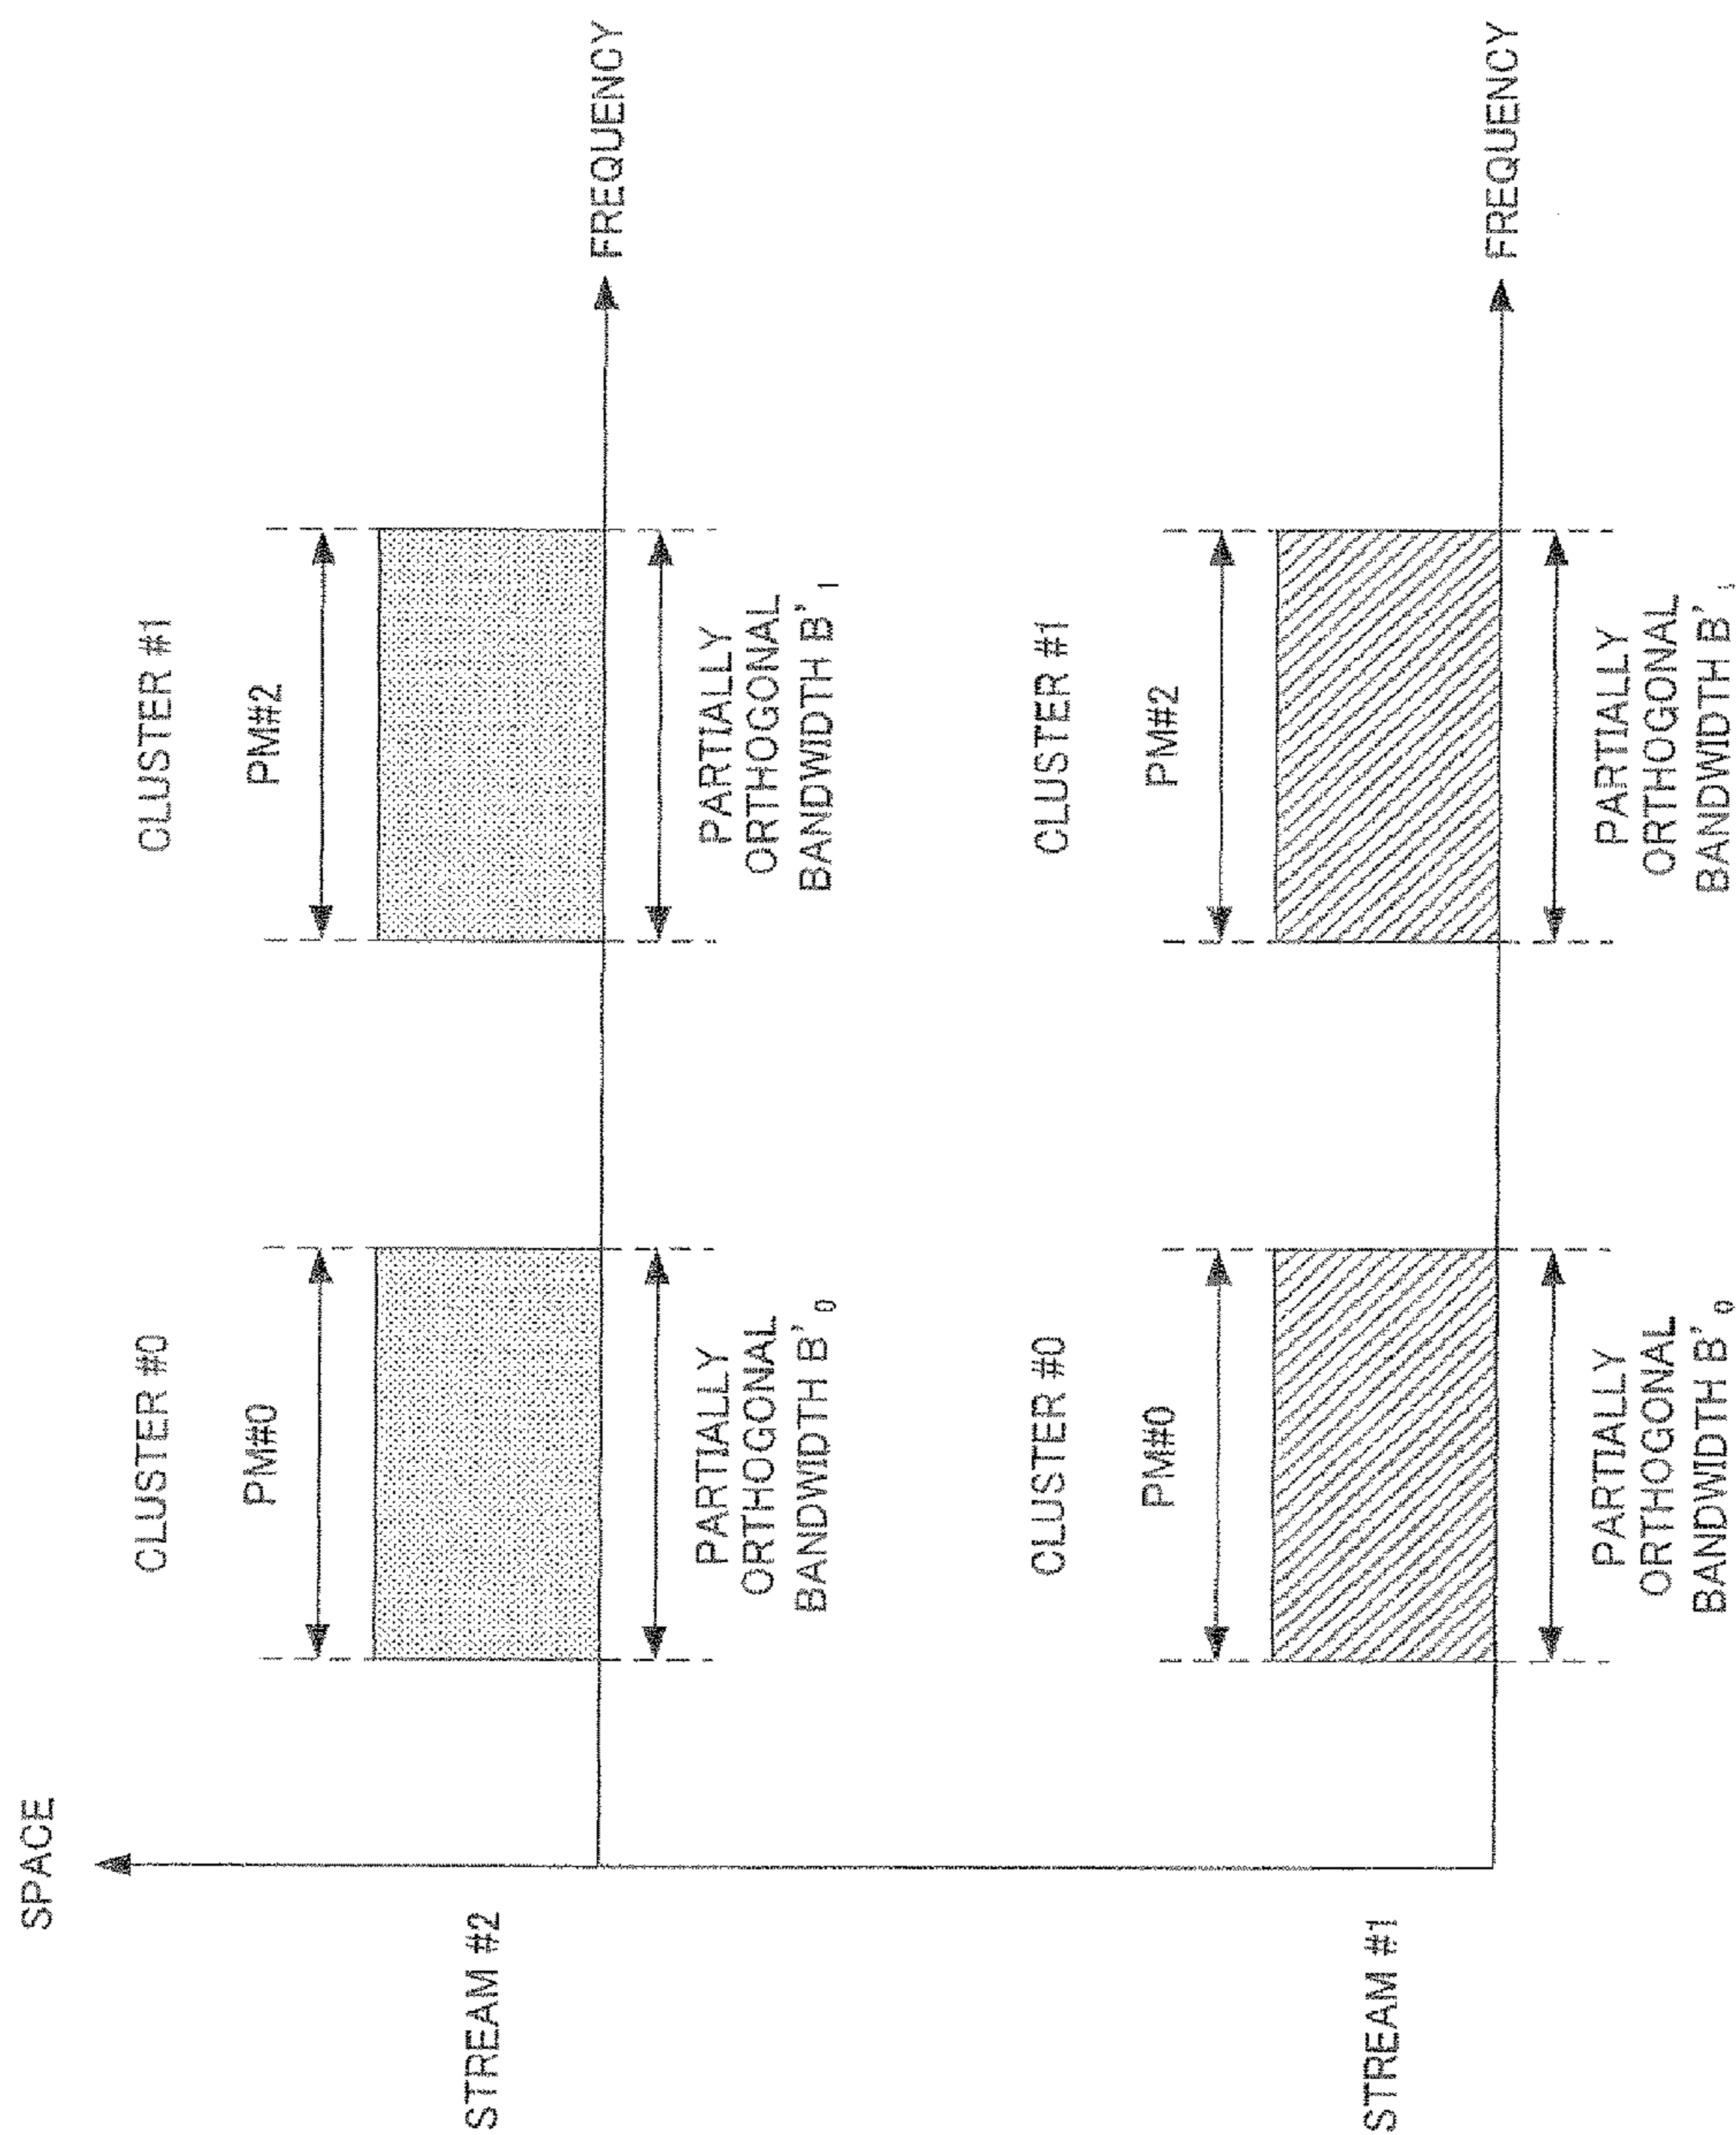 SPACE
STREAM #2
CLUSTER #0
CLUSTER #1
PM#0
PM#2
FREQUENCY
PARTIALLY
ORTHOGONAL
BANDWIDTH B'0
PARTIALLY
ORTHOGONAL
BANDWIDTH B'1
STREAM #1
CLUSTER #0
CLUSTER #1
PM#0
PM#2
FREQUENCY
PARTIALLY
ORTHOGONAL
BANDWIDTH B'0
PARTIALLY
ORTHOGONAL
BANDWIDTH B'1